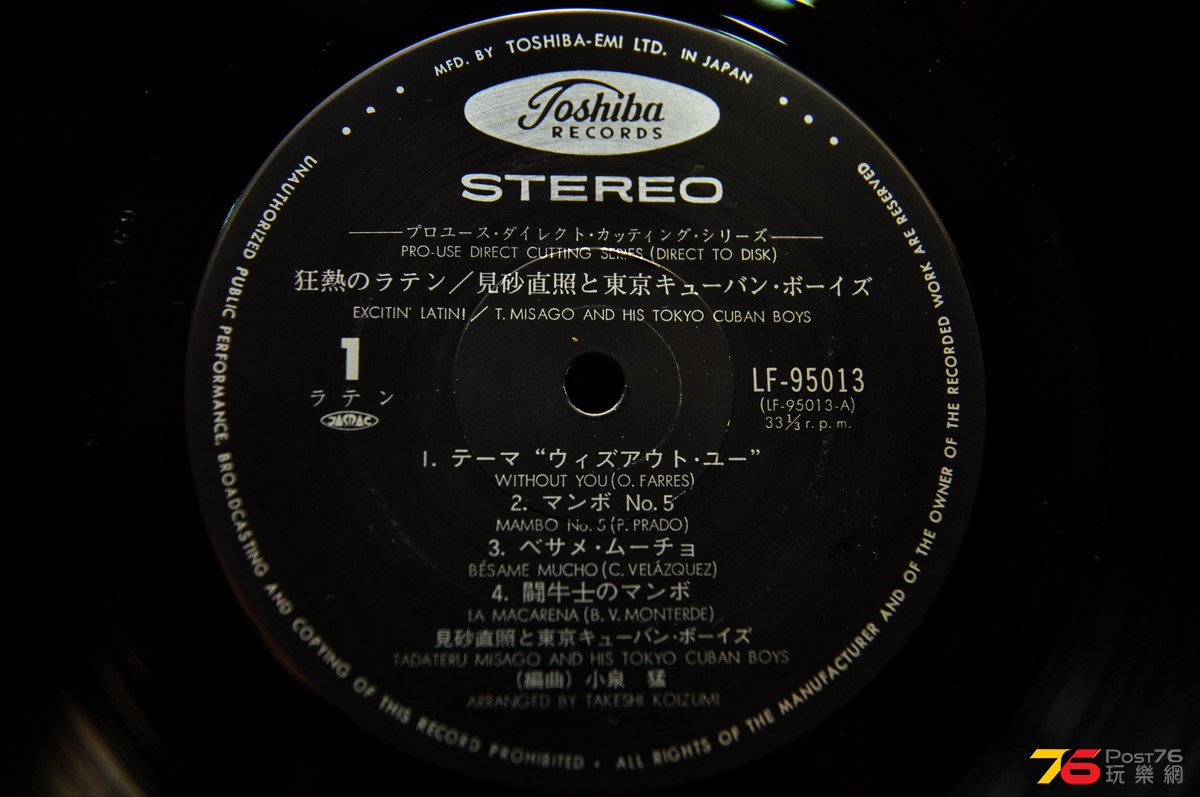 MFD. BY TOSHIBA-EMI LTD. IN JAPAN
Toshiba
RECORDS
STEREO
プロユース・ダイレクト・カッティング・シリーズ
PRO-USE DIRECT CUTTING SERIES (DIRECT TO DISK)
狂熱のラテン／見砂直照と東京キューバン・ボーイズ
EXCITIN' LATIN! / T. MISAGO AND HIS TOKYO CUBAN BOYS
1
ラテン
JASRAC
LF-95013
(LF-95013-A)
33⅓ r. p. m.
1. テーマ “ウィズアウト・ユー”
WITHOUT YOU (O. FARRES)
2. マンボ No. 5
MAMBO No. 5 (P. PRADO)
3. ベサメ・ムーチョ
BÉSAME MUCHO (C. VELÁZQUEZ)
4. 闘牛士のマンボ
LA MACARENA (B. V. MONTERDE)
見砂直照と東京キューバン・ボーイズ
TADATERU MISAGO AND HIS TOKYO CUBAN BOYS
(編曲) 小泉 猛
ARRANGED BY TAKESHI KOIZUMI
UNAUTHORIZED PUBLIC PERFORMANCE, BROADCASTING AND COPYING OF THIS RECORD PROHIBITED • ALL RIGHTS OF THE MANUFACTURER AND OF THE OWNER OF THE RECORDED WORK ARE RESERVED
76 Post76
玩樂網